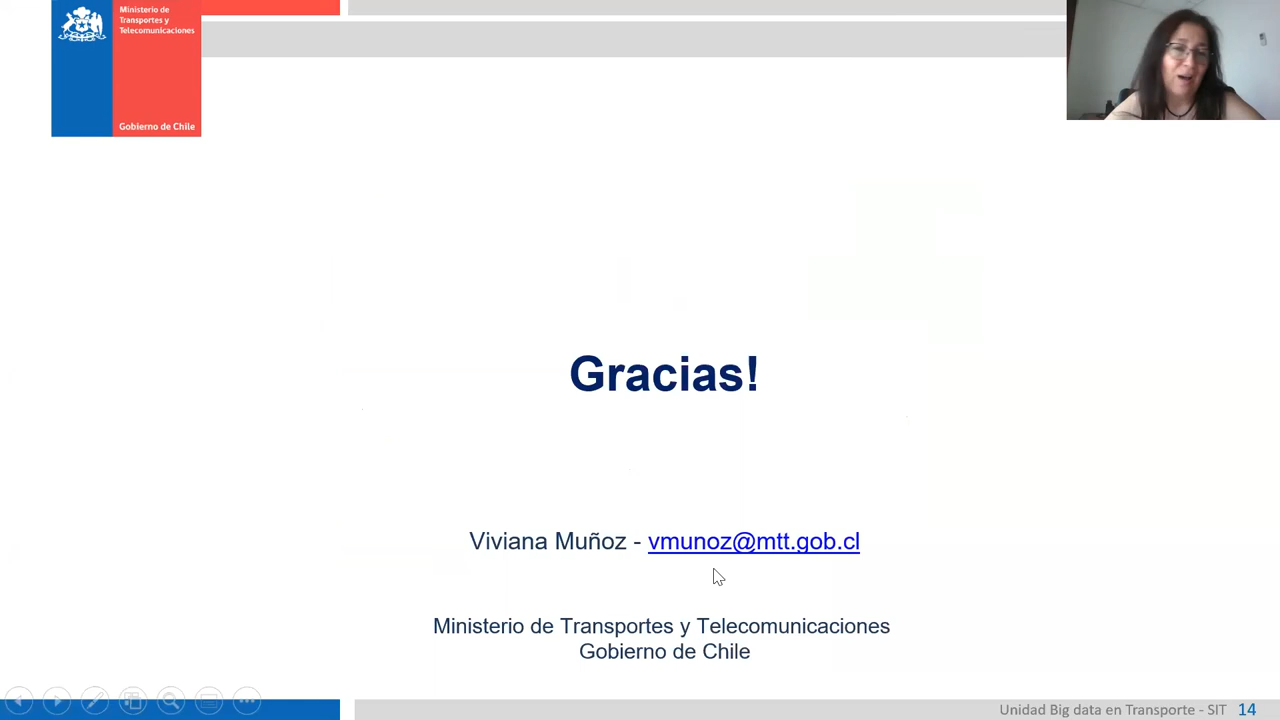 Ministerio de
Transportes y
Telecomunicaciones
Gobierno de Chile
Gracias!
Viviana Muñoz - vmunoz@mtt.gob.cl
Ministerio de Transportes y Telecomunicaciones
Gobierno de Chile
Unidad Big data en Transporte - SIT 14